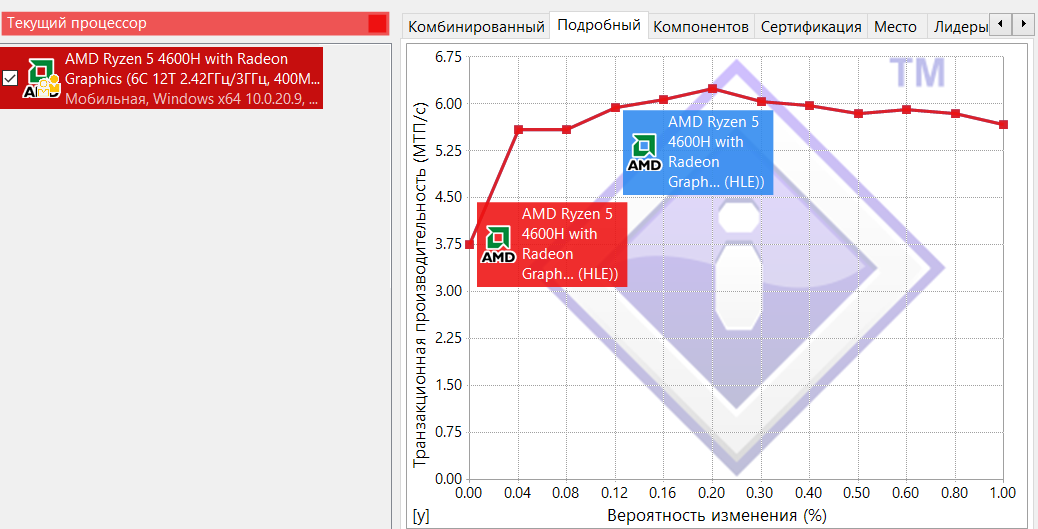 Текущий процессор
AMD Ryzen 5 4600H with Radeon
Graphics (6C 12T 2.42ГГц/3ГГц, 400M...
Мобильная, Windows x64 10.0.20.9, ...
AMD
Комбинированный Подробный Компонентов Сертификация Место Лидеры
TM
Транзакционная производительность (МТП/с)
6.75
6.00
5.25
4.50
3.75
3.00
2.25
1.50
0.75
0.00
AMD Ryzen 5
4600H with
Radeon
Graph... (HLE))
AMD
AMD Ryzen 5
4600H with
Radeon
Graph... (HLE))
AMD
0.00 0.04 0.08 0.12 0.16 0.20 0.30 0.40 0.50 0.60 0.80 1.00
[y]
Вероятность изменения (%)